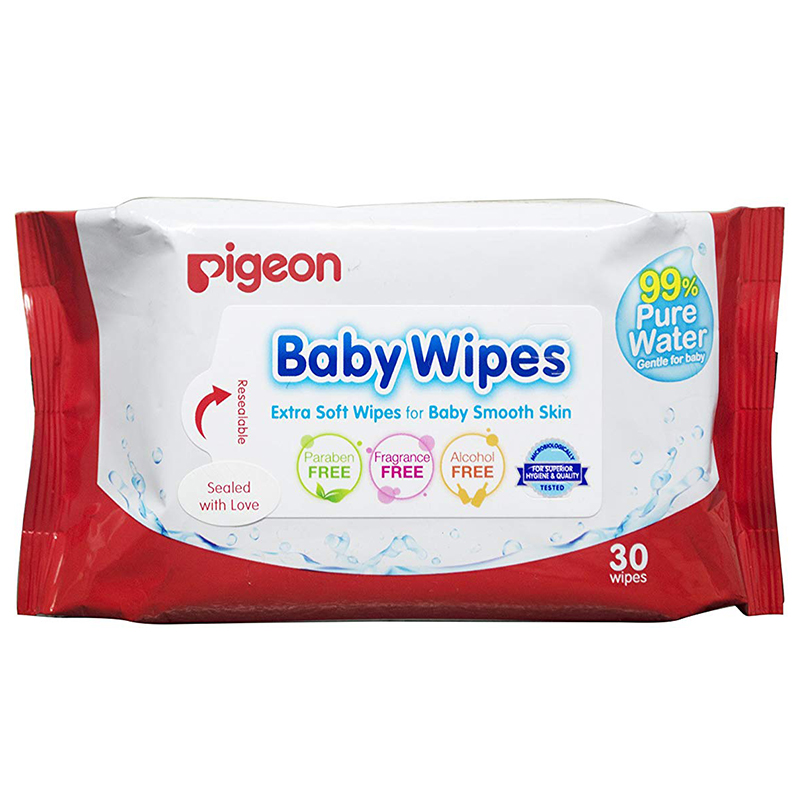 pigeon
99%
Pure
Water
Gentle for baby
Baby Wipes
Extra Soft Wipes for Baby Smooth Skin
Resealable
Paraben
FREE
Fragrance
FREE
Alcohol
FREE
MICROBIOLOGICALLY
FOR SUPERIOR
HYGIENE & QUALITY
TESTED
Sealed
with Love
30
wipes